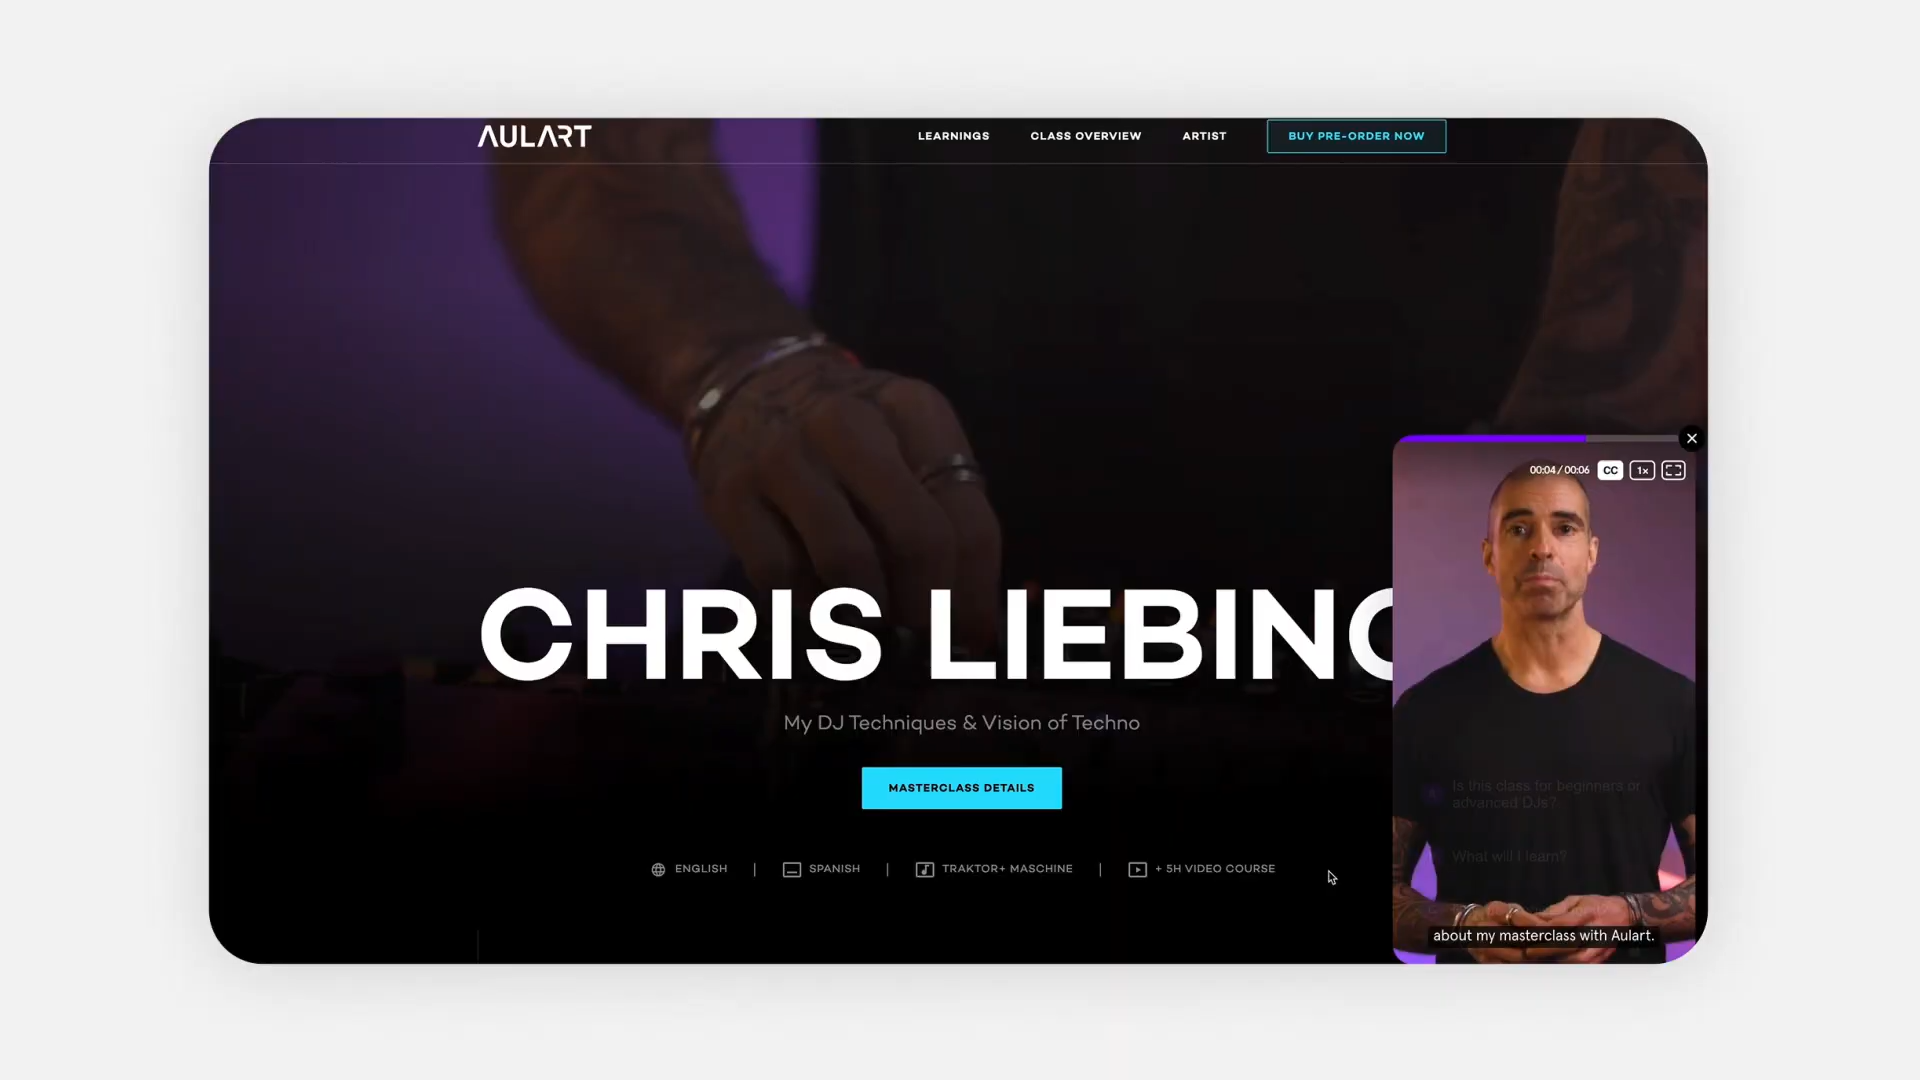 AULART
LEARNINGS
CLASS OVERVIEW
ARTIST
BUY PRE-ORDER NOW
00:04 / 00:06
CC
1x
CHRIS LIEBING
My DJ Techniques & Vision of Techno
MASTERCLASS DETAILS
ENGLISH | SPANISH | TRAKTOR+ MASCHINE | + 5H VIDEO COURSE
Is this class for beginners or
advanced DJs?
What will I learn?
about my masterclass with Aulart.